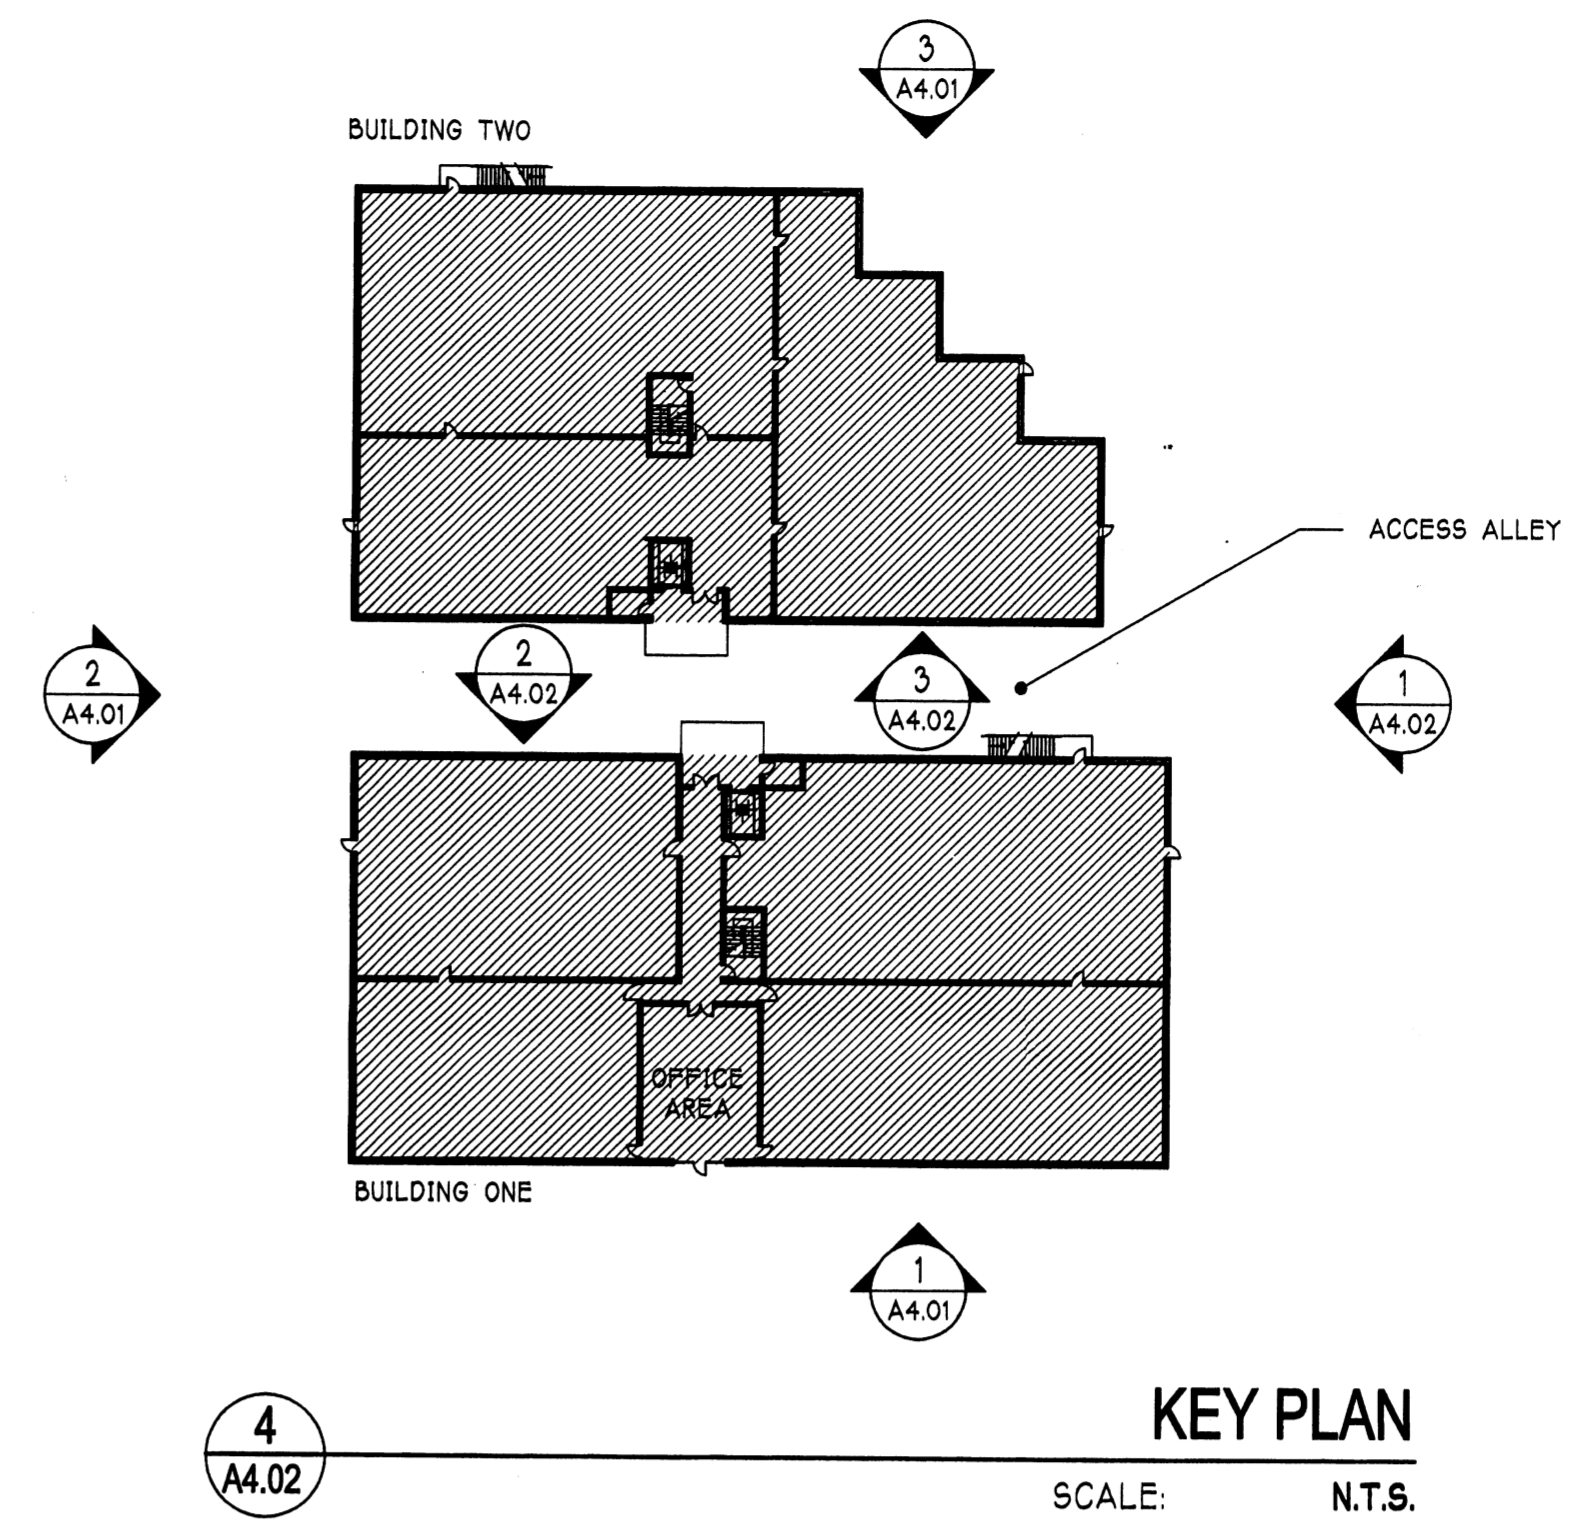 3
A4.01
BUILDING TWO
ACCESS ALLEY
2
A4.01
2
A4.02
3
A4.02
1
A4.02
OFFICE
AREA
BUILDING ONE
1
A4.01
4
A4.02
KEY PLAN
SCALE: N.T.S.